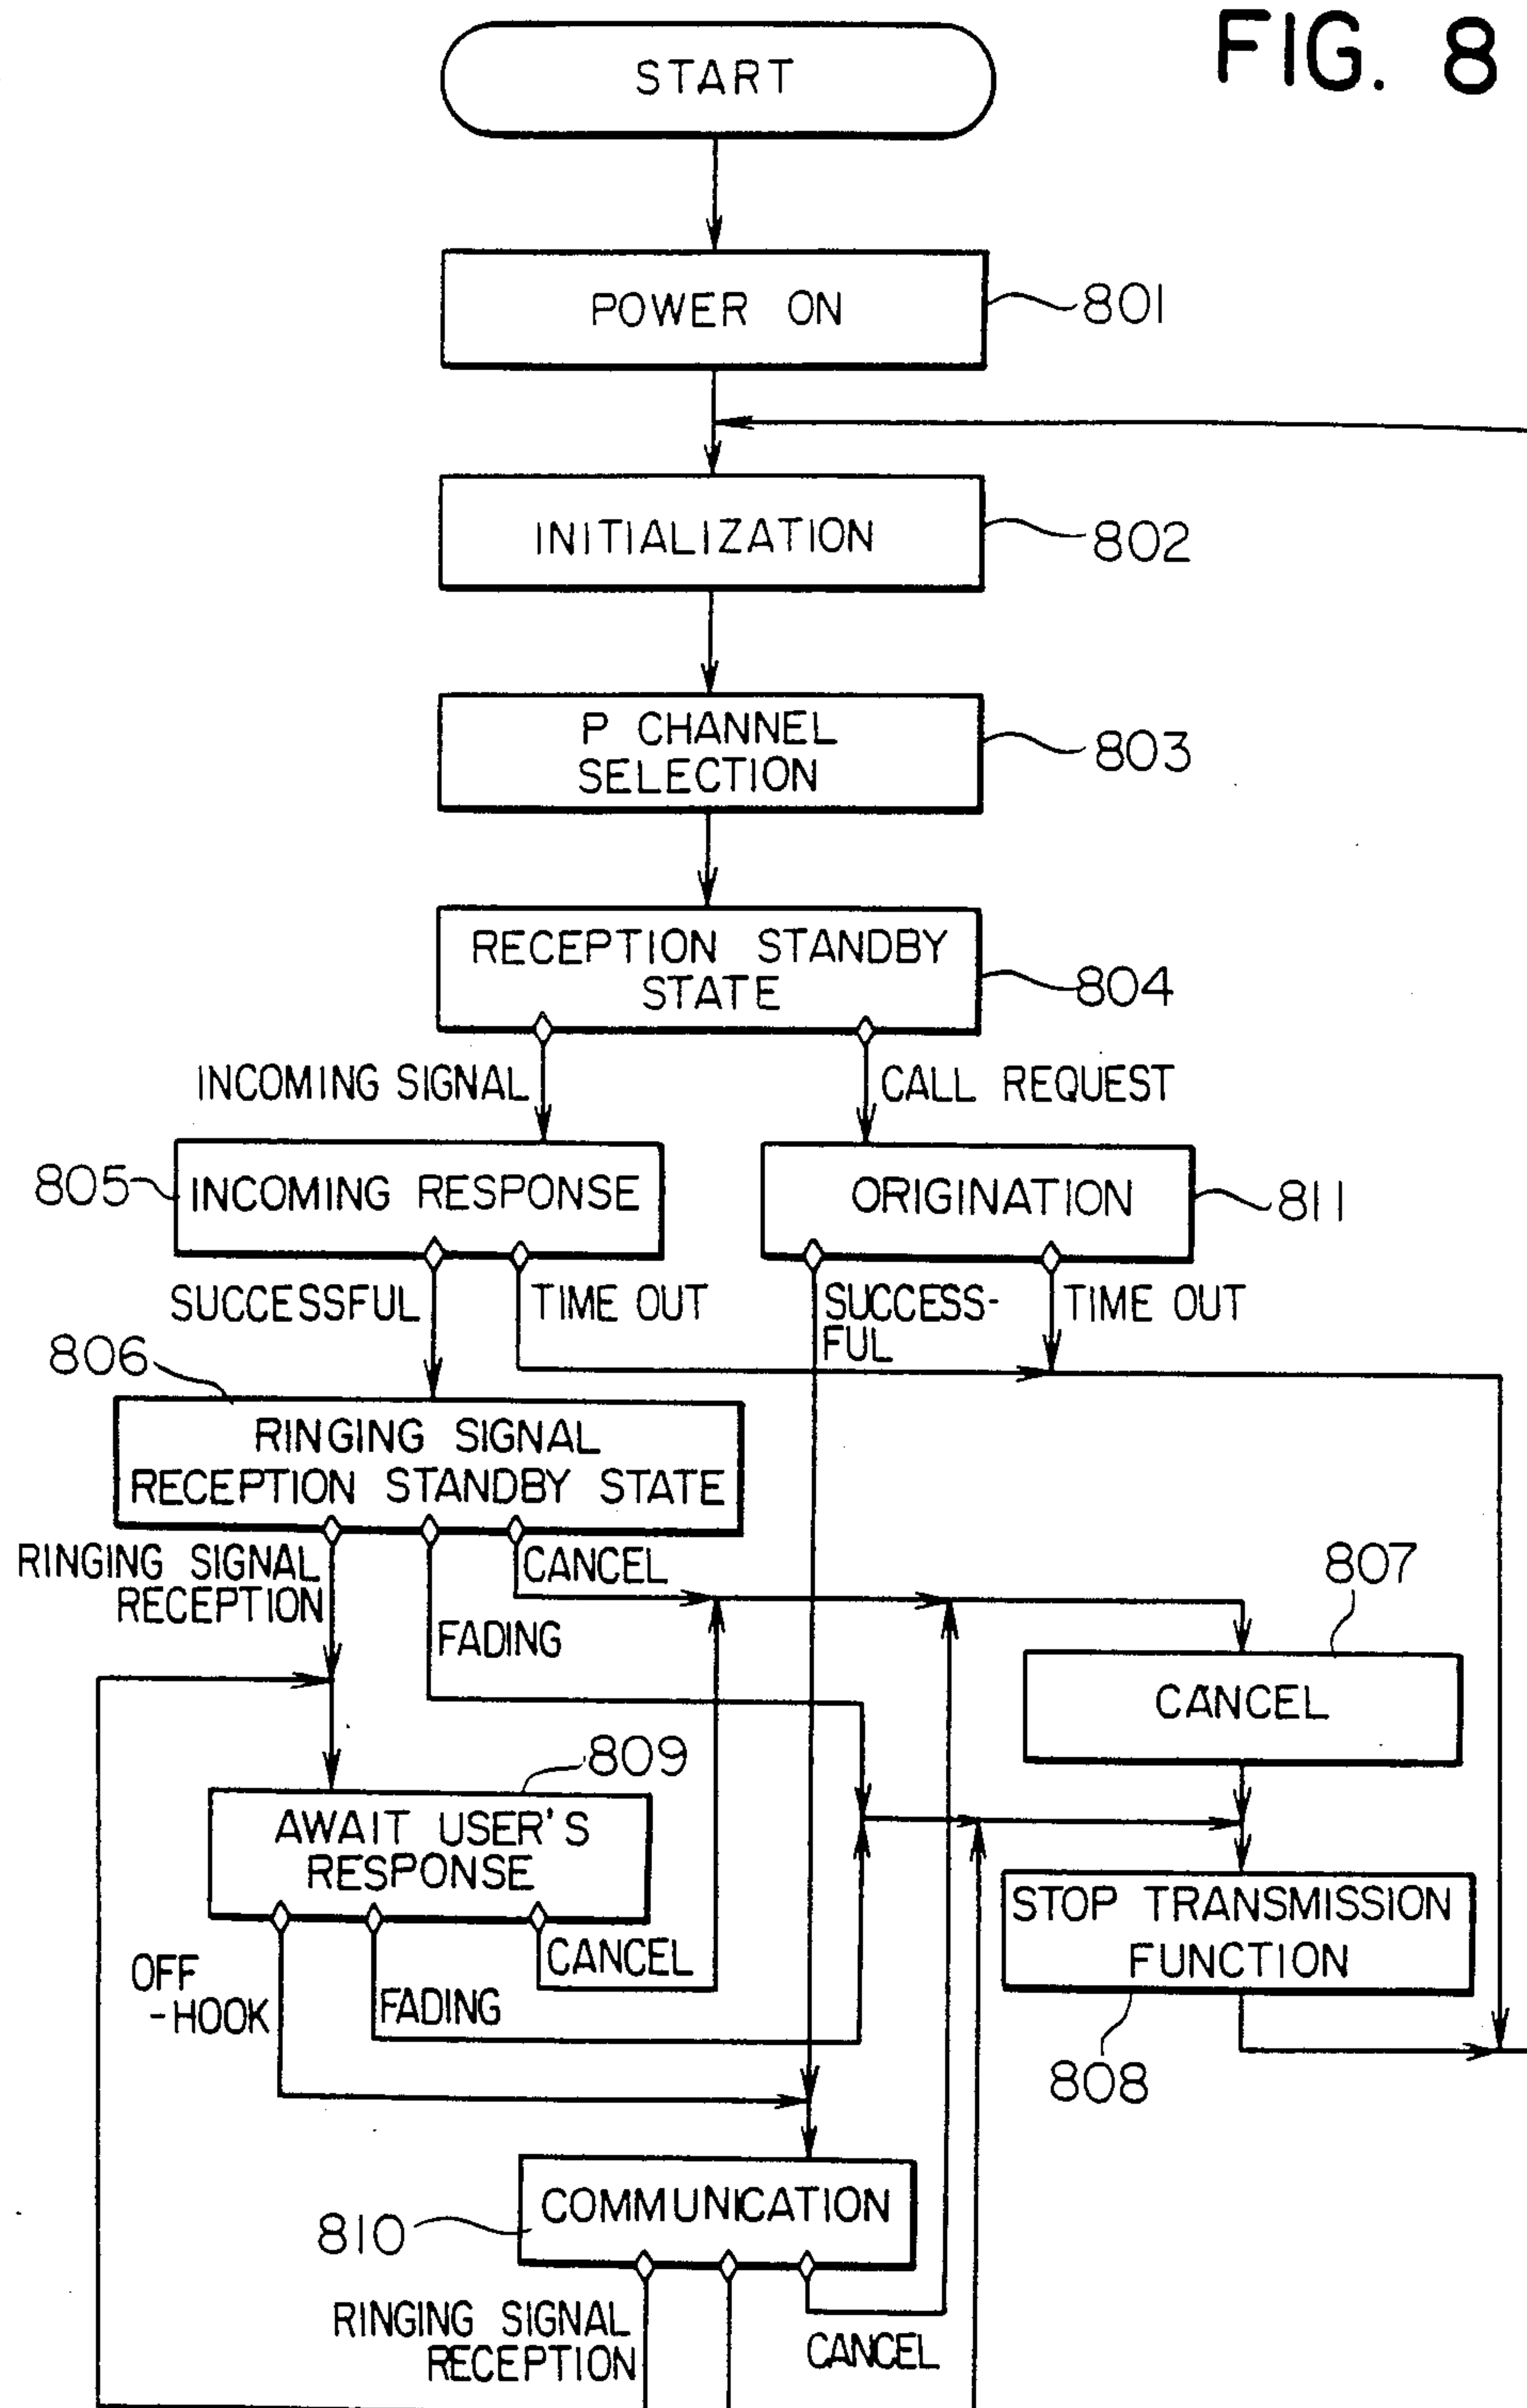 FIG. 8
START
POWER ON
801
INITIALIZATION
802
P CHANNEL
SELECTION
803
RECEPTION STANDBY
STATE
804
INCOMING SIGNAL
CALL REQUEST
805
INCOMING RESPONSE
ORIGINATION
811
SUCCESSFUL
TIME OUT
SUCCESS-
FUL
TIME OUT
806
RINGING SIGNAL
RECEPTION STANDBY STATE
RINGING SIGNAL
RECEPTION
CANCEL
FADING
807
CANCEL
809
AWAIT USER'S
RESPONSE
STOP TRANSMISSION
FUNCTION
OFF
-HOOK
FADING
CANCEL
808
COMMUNICATION
810
RINGING SIGNAL
RECEPTION
CANCEL